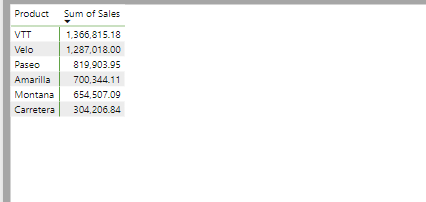 Product Sum of Sales
VTT 1,366,815.18
Velo 1,287,018.00
Paseo 819,903.95
Amarilla 700,344.11
Montana 654,507.09
Carretera 304,206.84